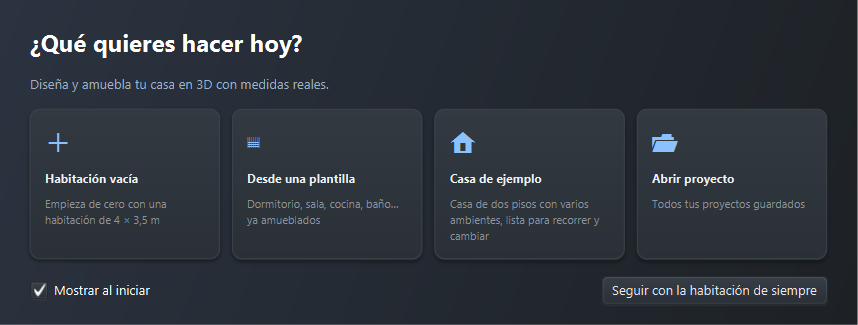 ¿Qué quieres hacer hoy?
Diseña y amuebla tu casa en 3D con medidas reales.
Habitación vacía
Empieza de cero con una
habitación de 4 × 3,5 m
Desde una plantilla
Dormitorio, sala, cocina, baño...
ya amueblados
Casa de ejemplo
Casa de dos pisos con varios
ambientes, lista para recorrer y
cambiar
Abrir proyecto
Todos tus proyectos guardados
Mostrar al iniciar
Seguir con la habitación de siempre